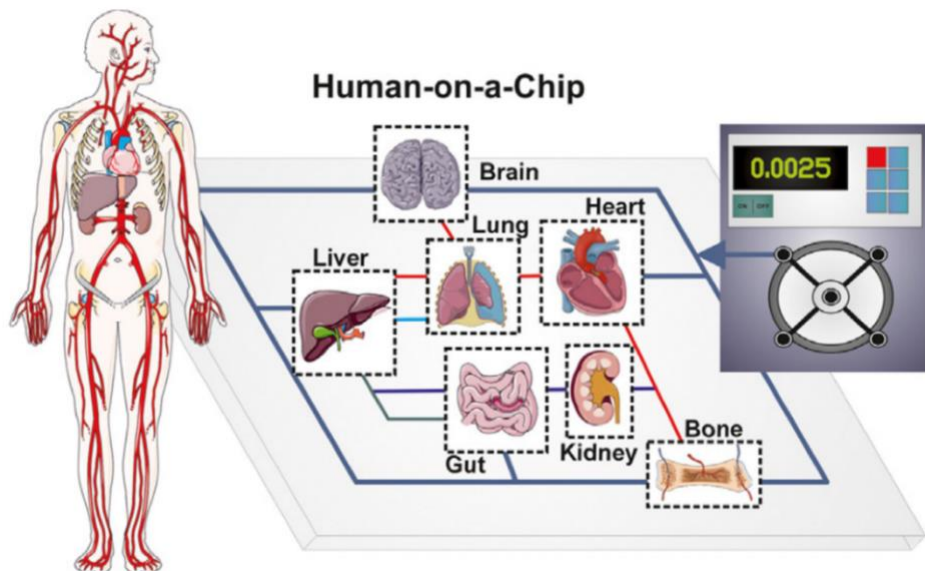 Human-on-a-Chip
Brain
Lung
Heart
Liver
Gut
Kidney
Bone
0.0025
ON OFF